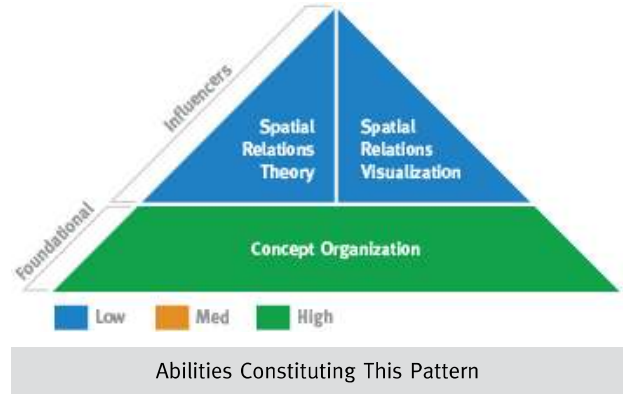 Influencers
Spatial
Relations
Theory
Spatial
Relations
Visualization
Foundational
Concept Organization
Low
Med
High
Abilities Constituting This Pattern